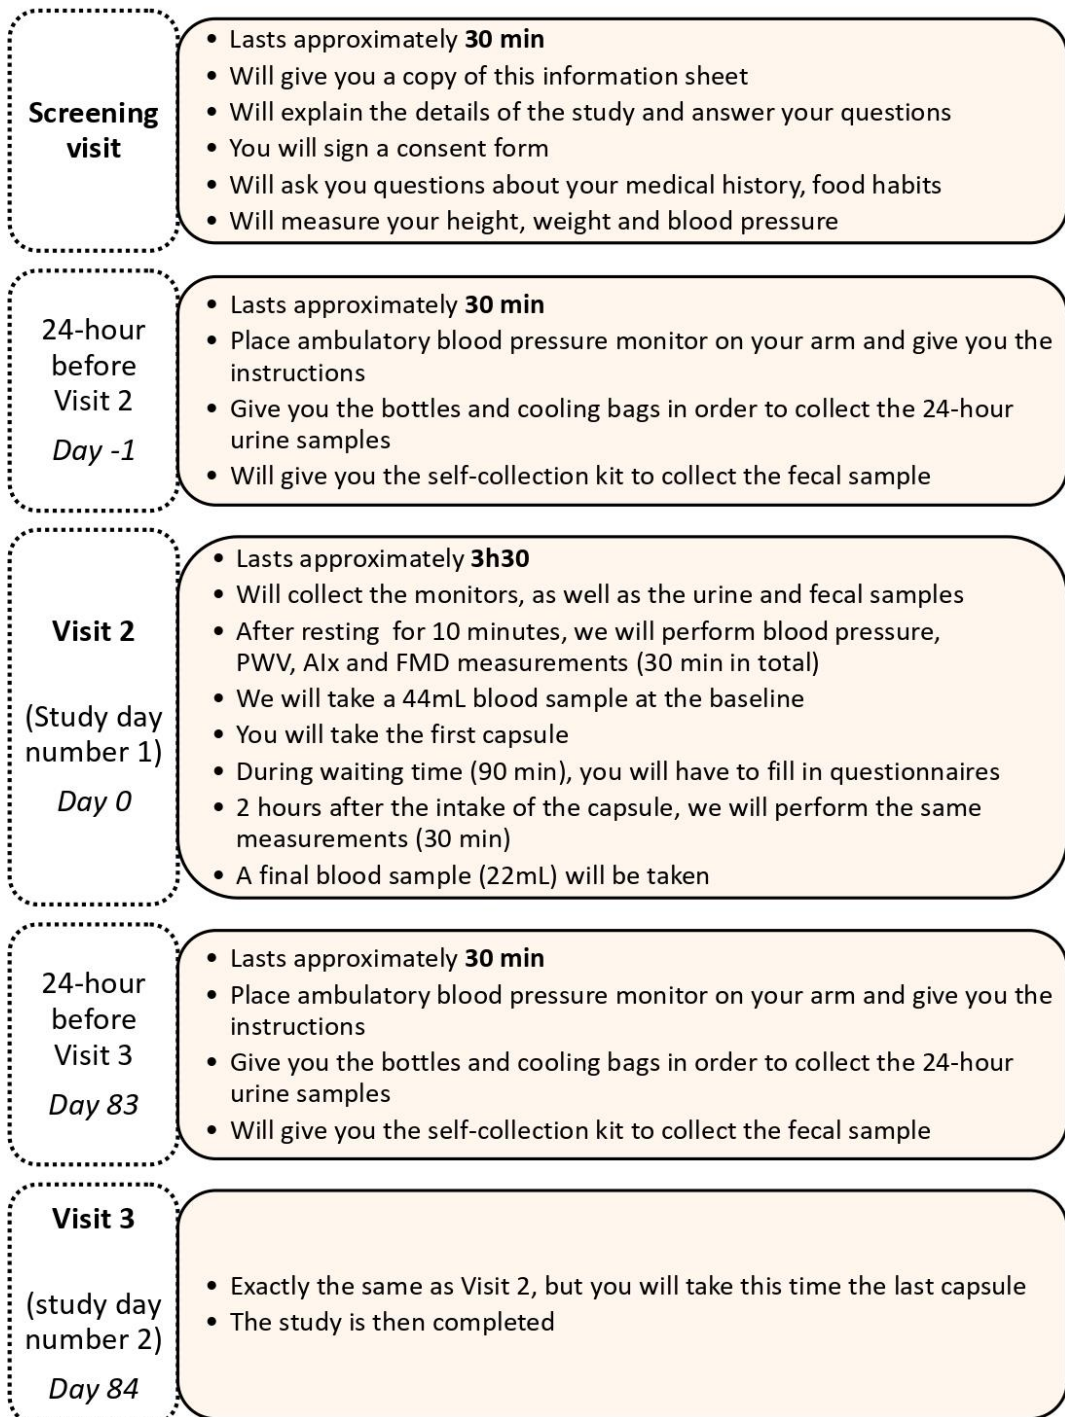 Screening
visit
• Lasts approximately 30 min
• Will give you a copy of this information sheet
• Will explain the details of the study and answer your questions
• You will sign a consent form
• Will ask you questions about your medical history, food habits
• Will measure your height, weight and blood pressure
24-hour
before
Visit 2
Day -1
• Lasts approximately 30 min
• Place ambulatory blood pressure monitor on your arm and give you the
instructions
• Give you the bottles and cooling bags in order to collect the 24-hour
urine samples
• Will give you the self-collection kit to collect the fecal sample
Visit 2
(Study day
number 1)
Day 0
• Lasts approximately 3h30
• Will collect the monitors, as well as the urine and fecal samples
• After resting for 10 minutes, we will perform blood pressure,
PWV, AIx and FMD measurements (30 min in total)
• We will take a 44mL blood sample at the baseline
• You will take the first capsule
• During waiting time (90 min), you will have to fill in questionnaires
• 2 hours after the intake of the capsule, we will perform the same
measurements (30 min)
• A final blood sample (22mL) will be taken
24-hour
before
Visit 3
Day 83
• Lasts approximately 30 min
• Place ambulatory blood pressure monitor on your arm and give you the
instructions
• Give you the bottles and cooling bags in order to collect the 24-hour
urine samples
• Will give you the self-collection kit to collect the fecal sample
Visit 3
(study day
number 2)
Day 84
• Exactly the same as Visit 2, but you will take this time the last capsule
• The study is then completed